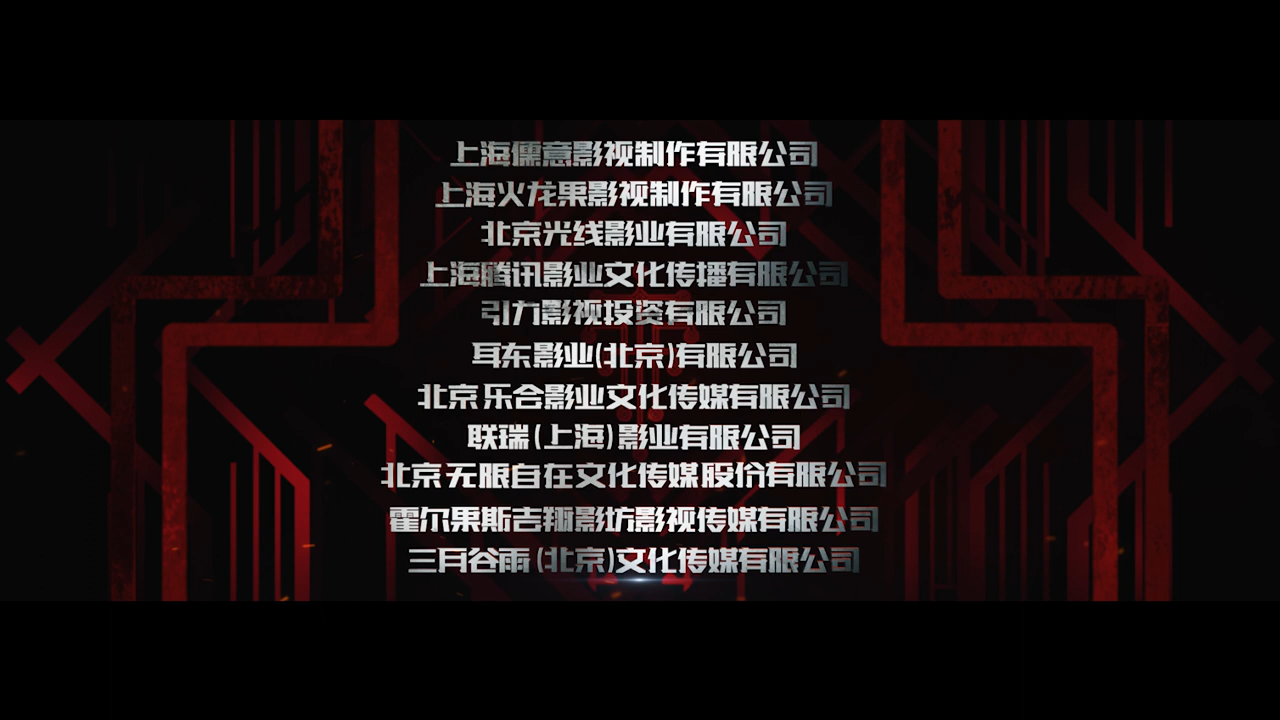 上海儒意影视制作有限公司
上海火龙果影视制作有限公司
北京光线影业有限公司
上海腾讯影业文化传播有限公司
引力影视投资有限公司
耳东影业(北京)有限公司
北京乐合影业文化传媒有限公司
联瑞(上海)影业有限公司
北京无限自在文化传媒股份有限公司
霍尔果斯吉翔影坊影视传媒有限公司
三月谷雨(北京)文化传媒有限公司